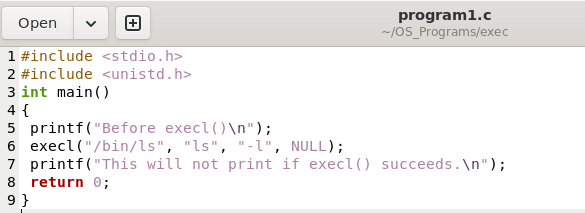 Open
program1.c
~/OS_Programs/exec
1 #include <stdio.h>
2 #include <unistd.h>
3 int main()
4 {
5  printf("Before execl()\n");
6  execl("/bin/ls", "ls", "-l", NULL);
7  printf("This will not print if execl() succeeds.\n");
8  return 0;
9 }